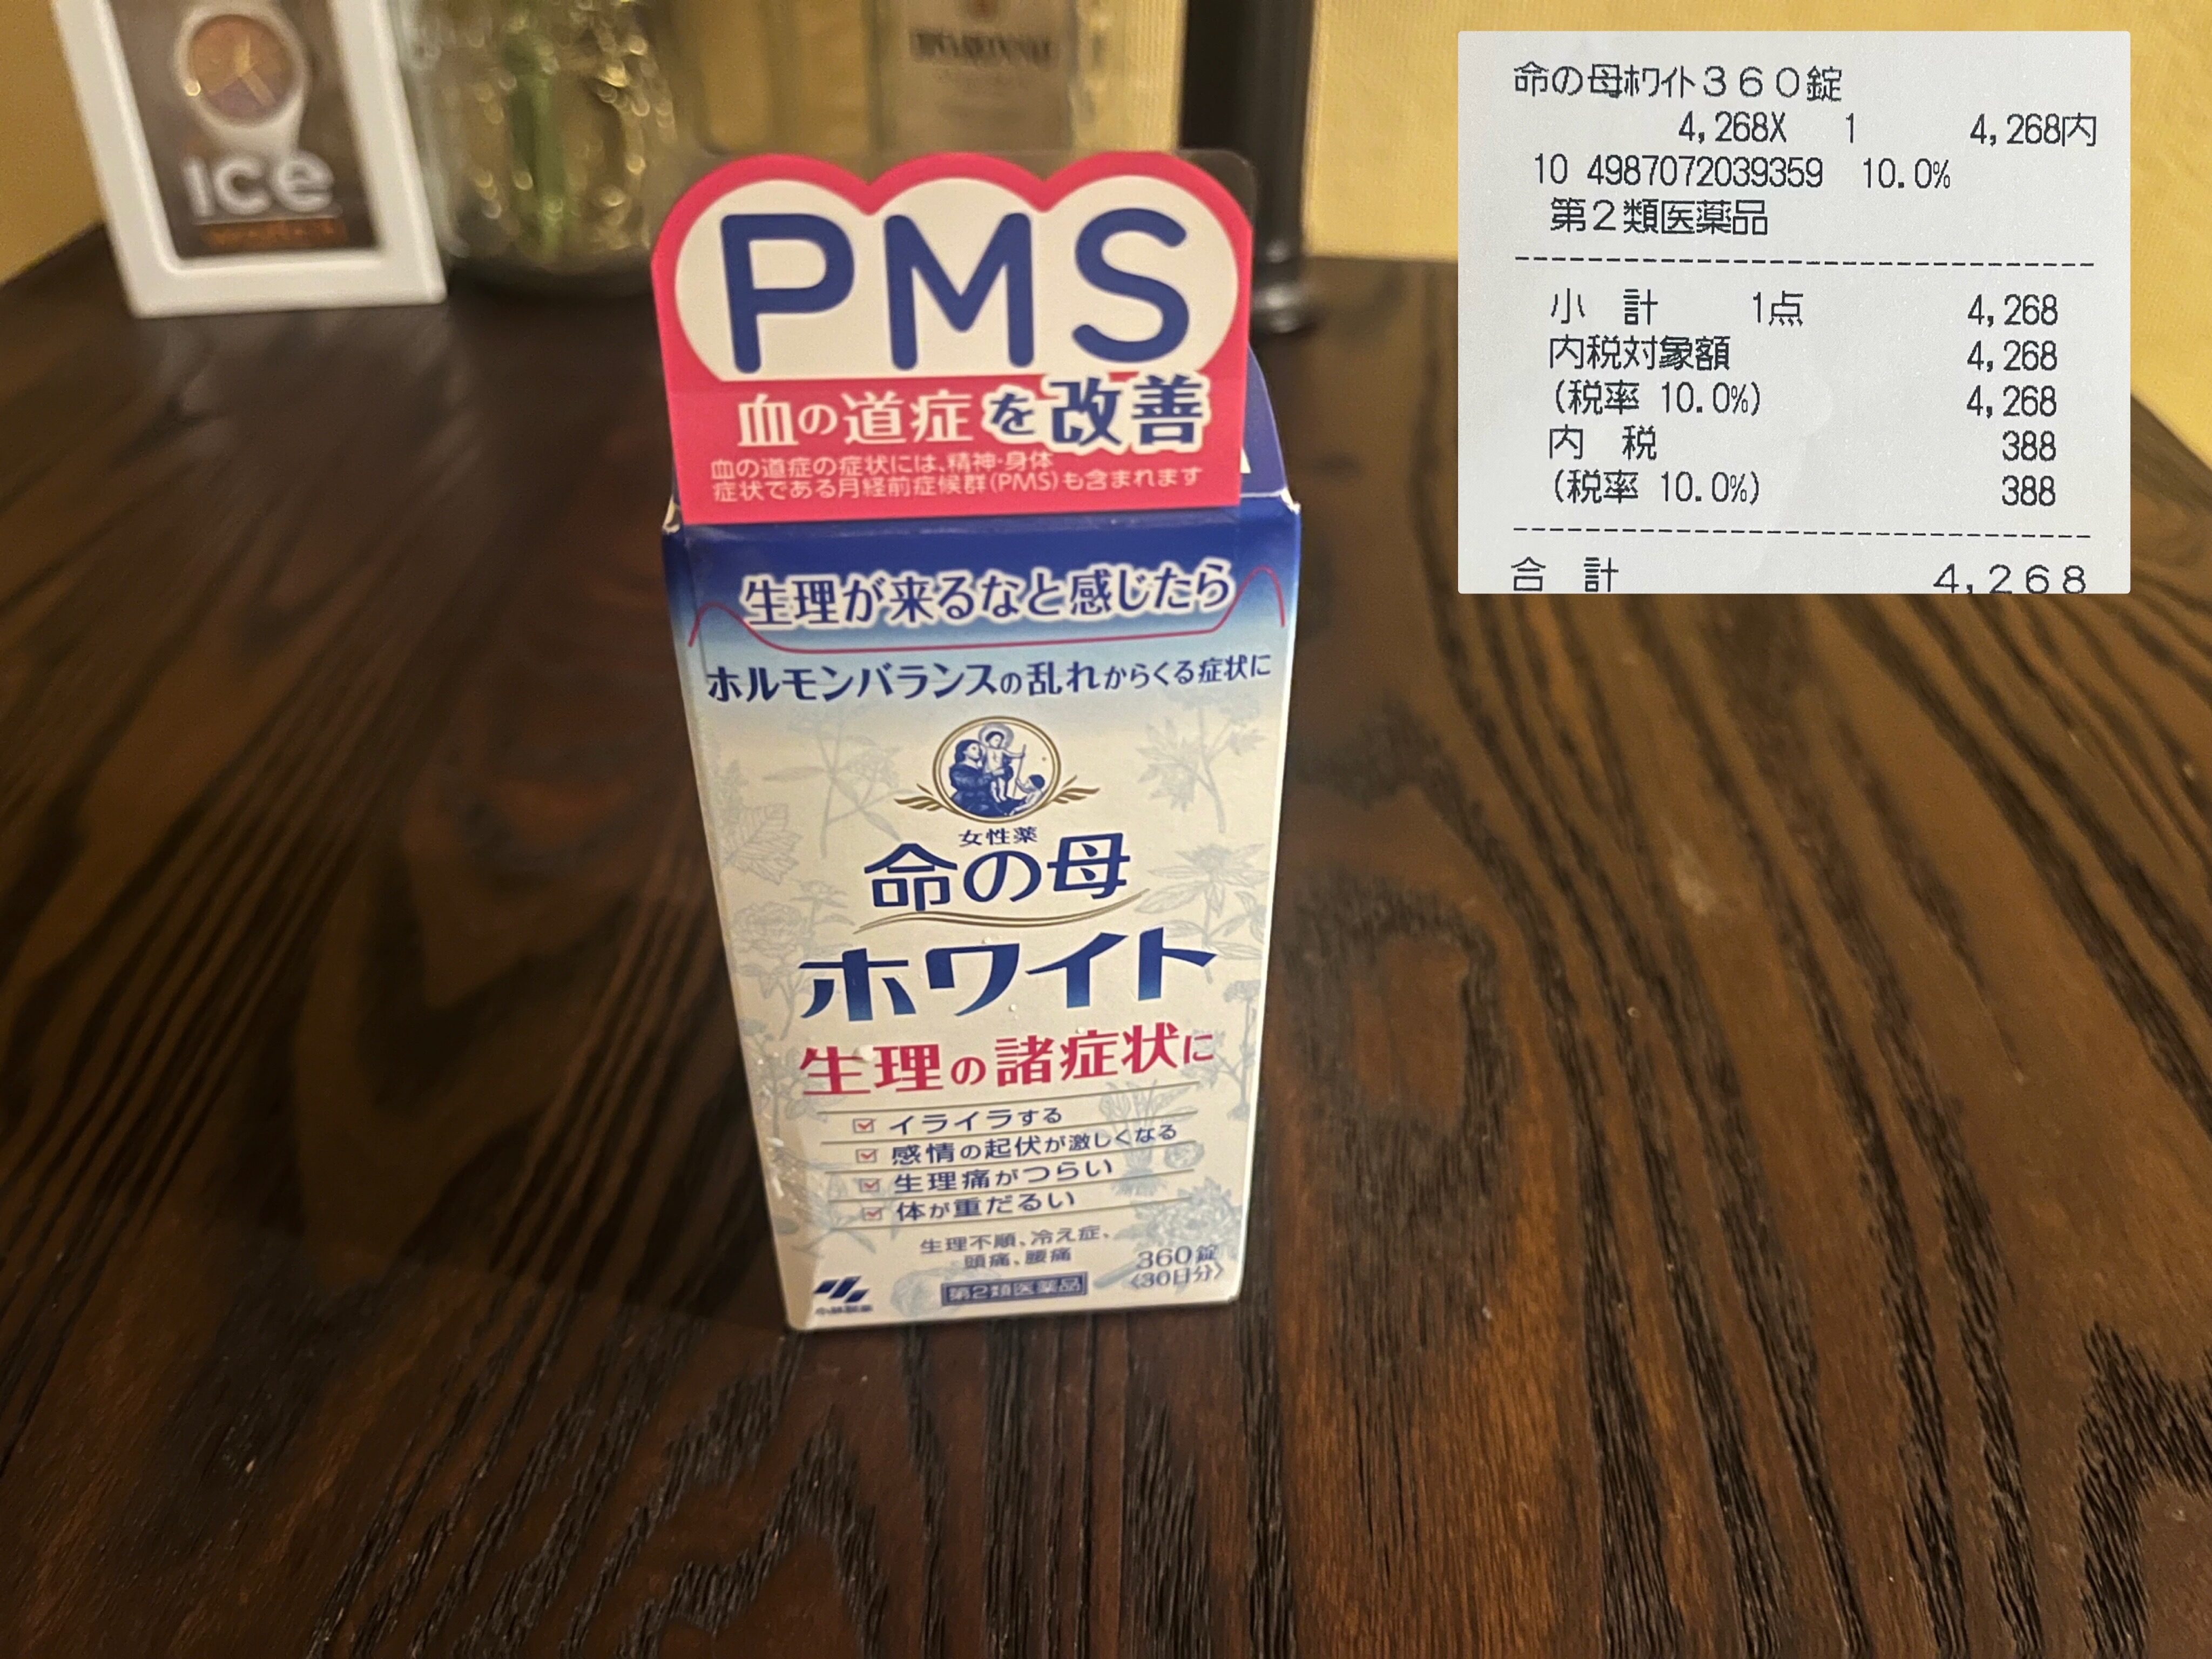 ice
PMS
血の道症を改善
血の道症の症状には、精神・身体
症状である月経前症候群(PMS)も含まれます
生理が来るなと感じたら
ホルモンバランスの乱れからくる症状に
女性薬
命の母
ホワイト
生理の諸症状に
イライラする
感情の起伏が激しくなる
生理痛がつらい
体が重だるい
生理不順、冷え症、
頭痛、腰痛
360錠
〈30日分〉
第2類医薬品
小林製薬
命の母ﾎﾜｲﾄ３６０錠
4,268X 1 4,268内
10 4987072039359 10.0%
第２類医薬品
小 計 1点 4,268
内税対象額 4,268
(税率 10.0%) 4,268
内 税 388
(税率 10.0%) 388
合 計 ４,２６８